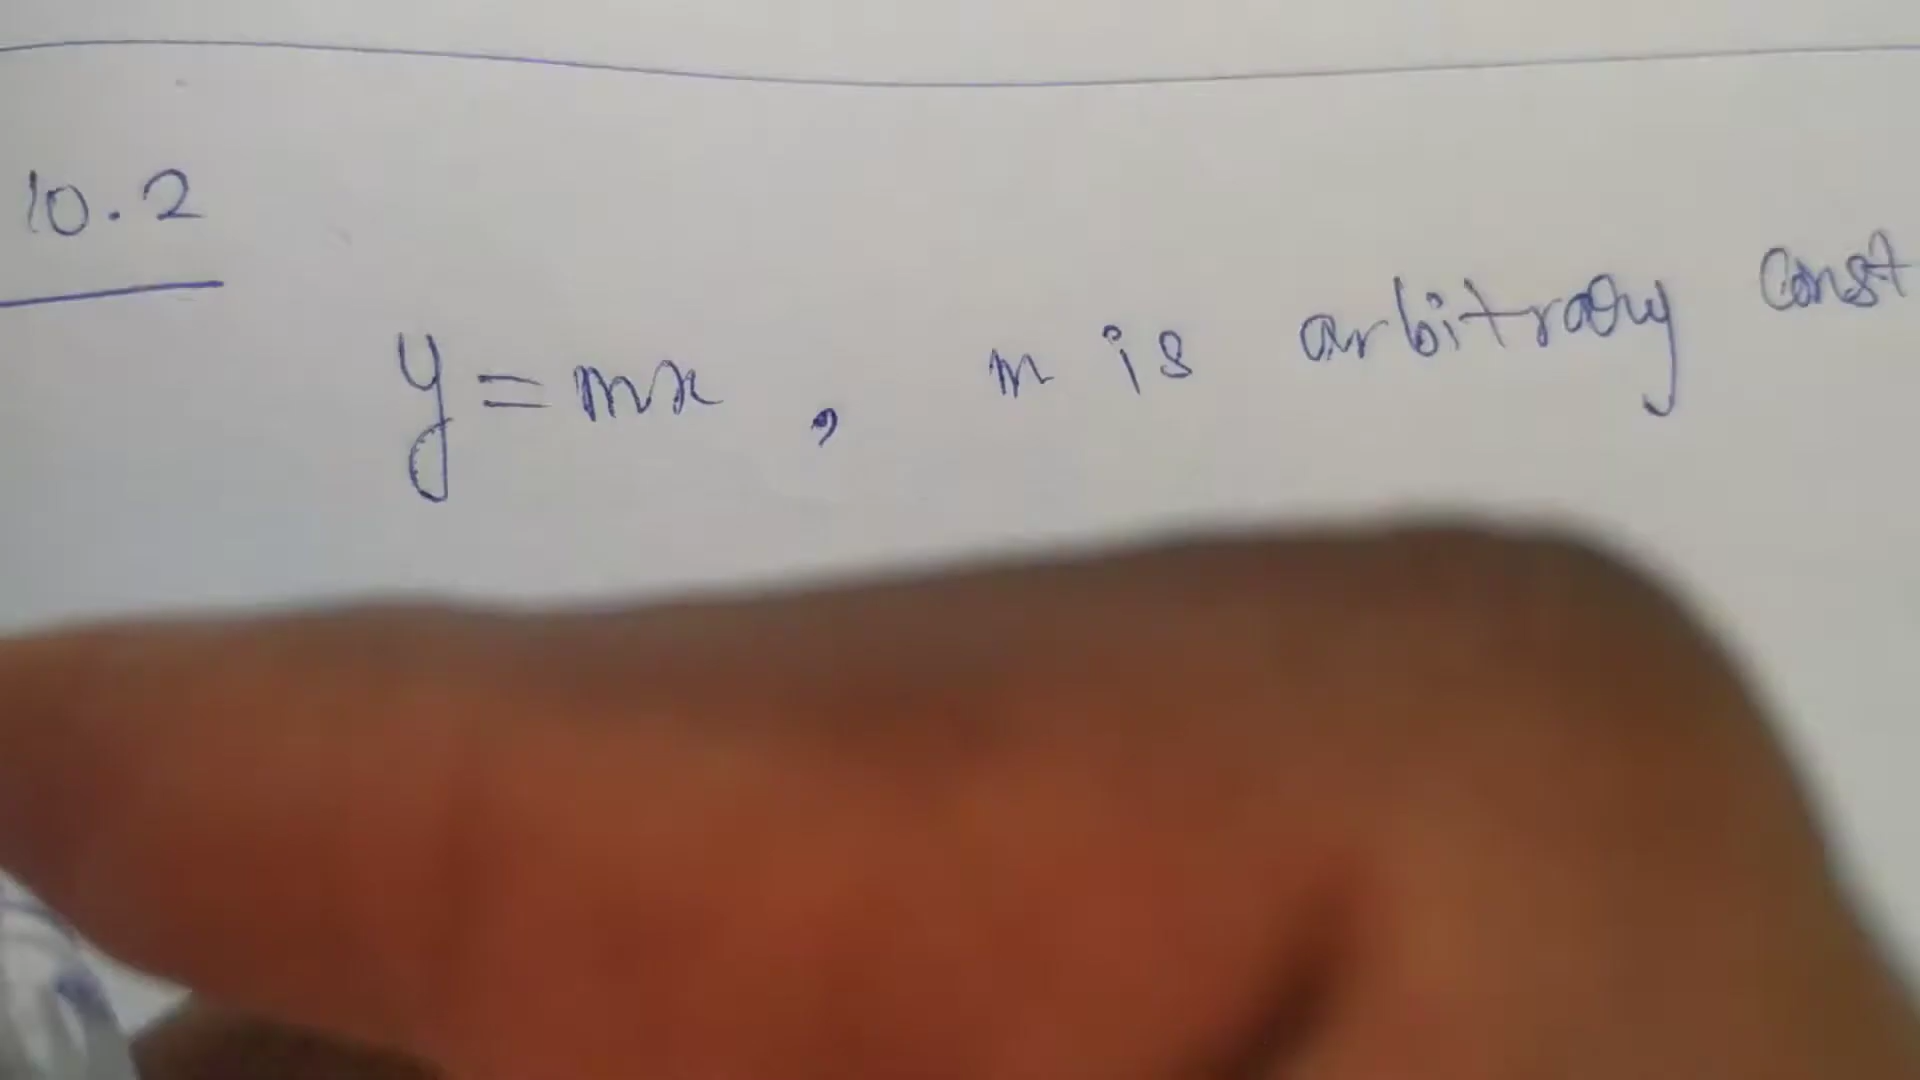 10.2
y = mx , m is arbitrary const